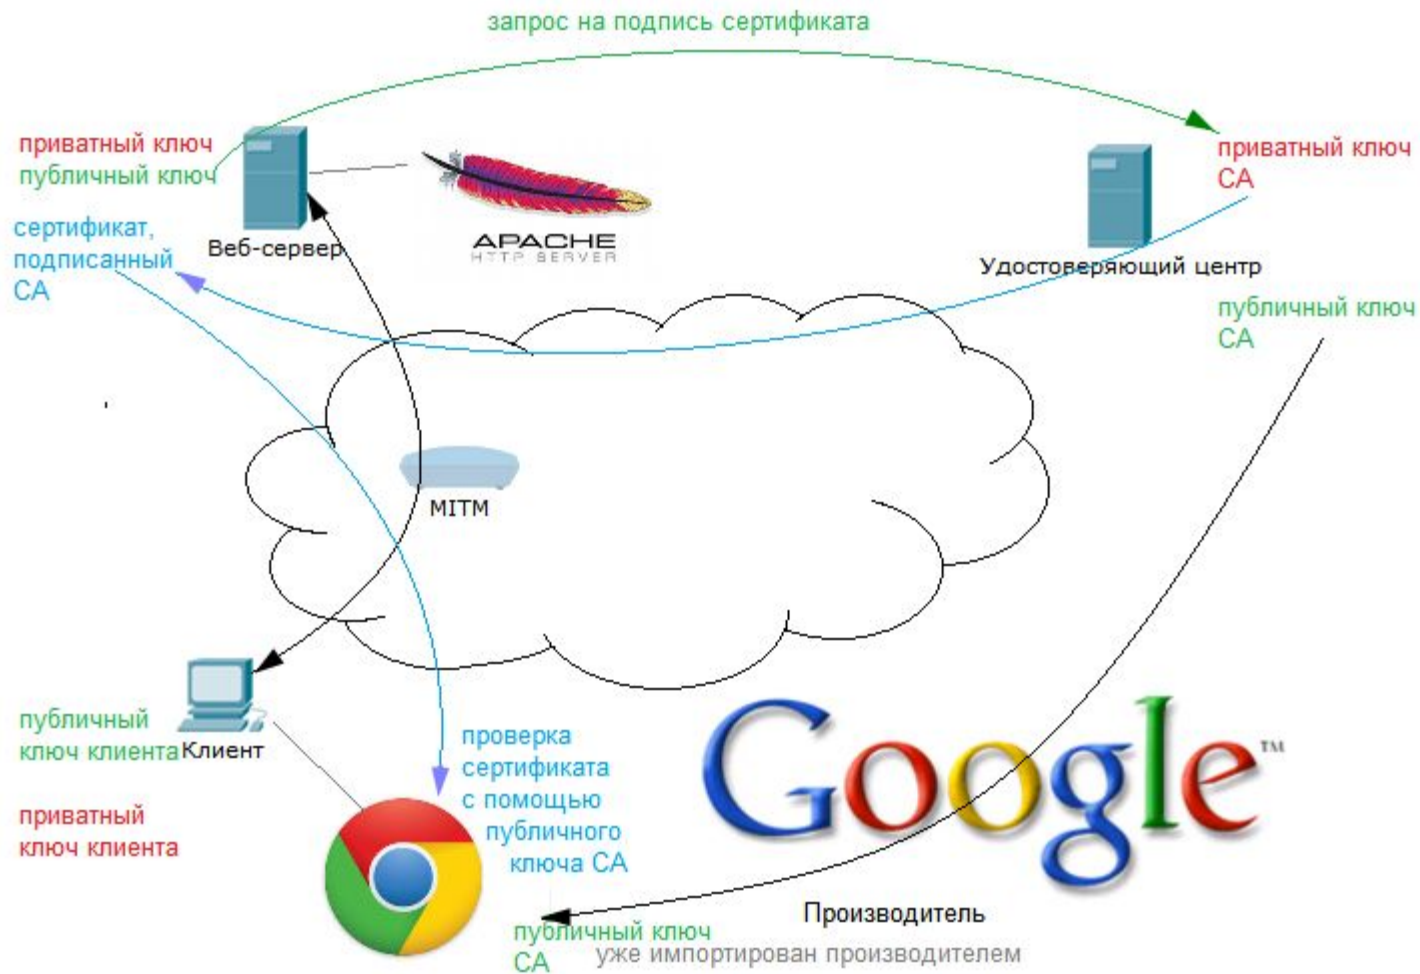 запрос на подпись сертификата
приватный ключ
публичный ключ
приватный ключ
CA
сертификат,
подписанный
CA
Веб-сервер
APACHE
HTTP SERVER
Удостоверяющий центр
публичный ключ
CA
MITM
публичный
ключ клиента
Клиент
приватный
ключ клиента
проверка
сертификата
с помощью
публичного
ключа CA
Google™
Производитель
публичный ключ
CA
уже импортирован производителем